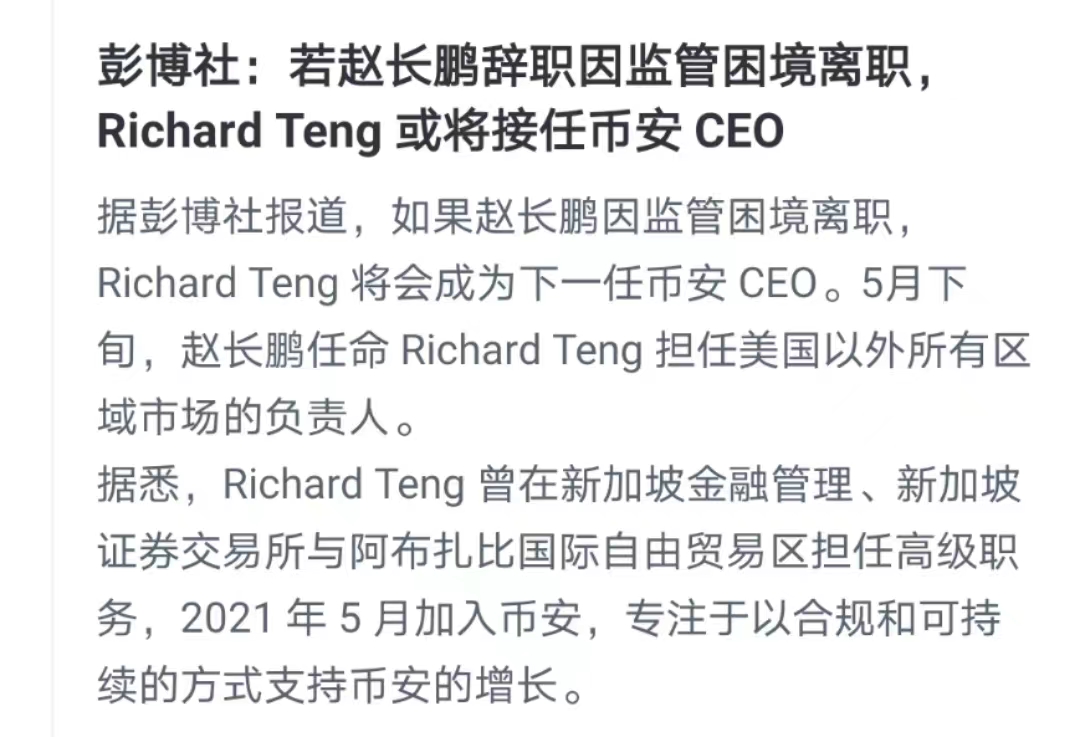 彭博社：若赵长鹏辞职因监管困境离职，
Richard Teng 或将接任币安 CEO
据彭博社报道，如果赵长鹏因监管困境离职，
Richard Teng 将会成为下一任币安 CEO。5月下
旬，赵长鹏任命 Richard Teng 担任美国以外所有区
域市场的负责人。
据悉，Richard Teng 曾在新加坡金融管理、新加坡
证券交易所与阿布扎比国际自由贸易区担任高级职
务，2021 年 5 月加入币安，专注于以合规和可持
续的方式支持币安的增长。